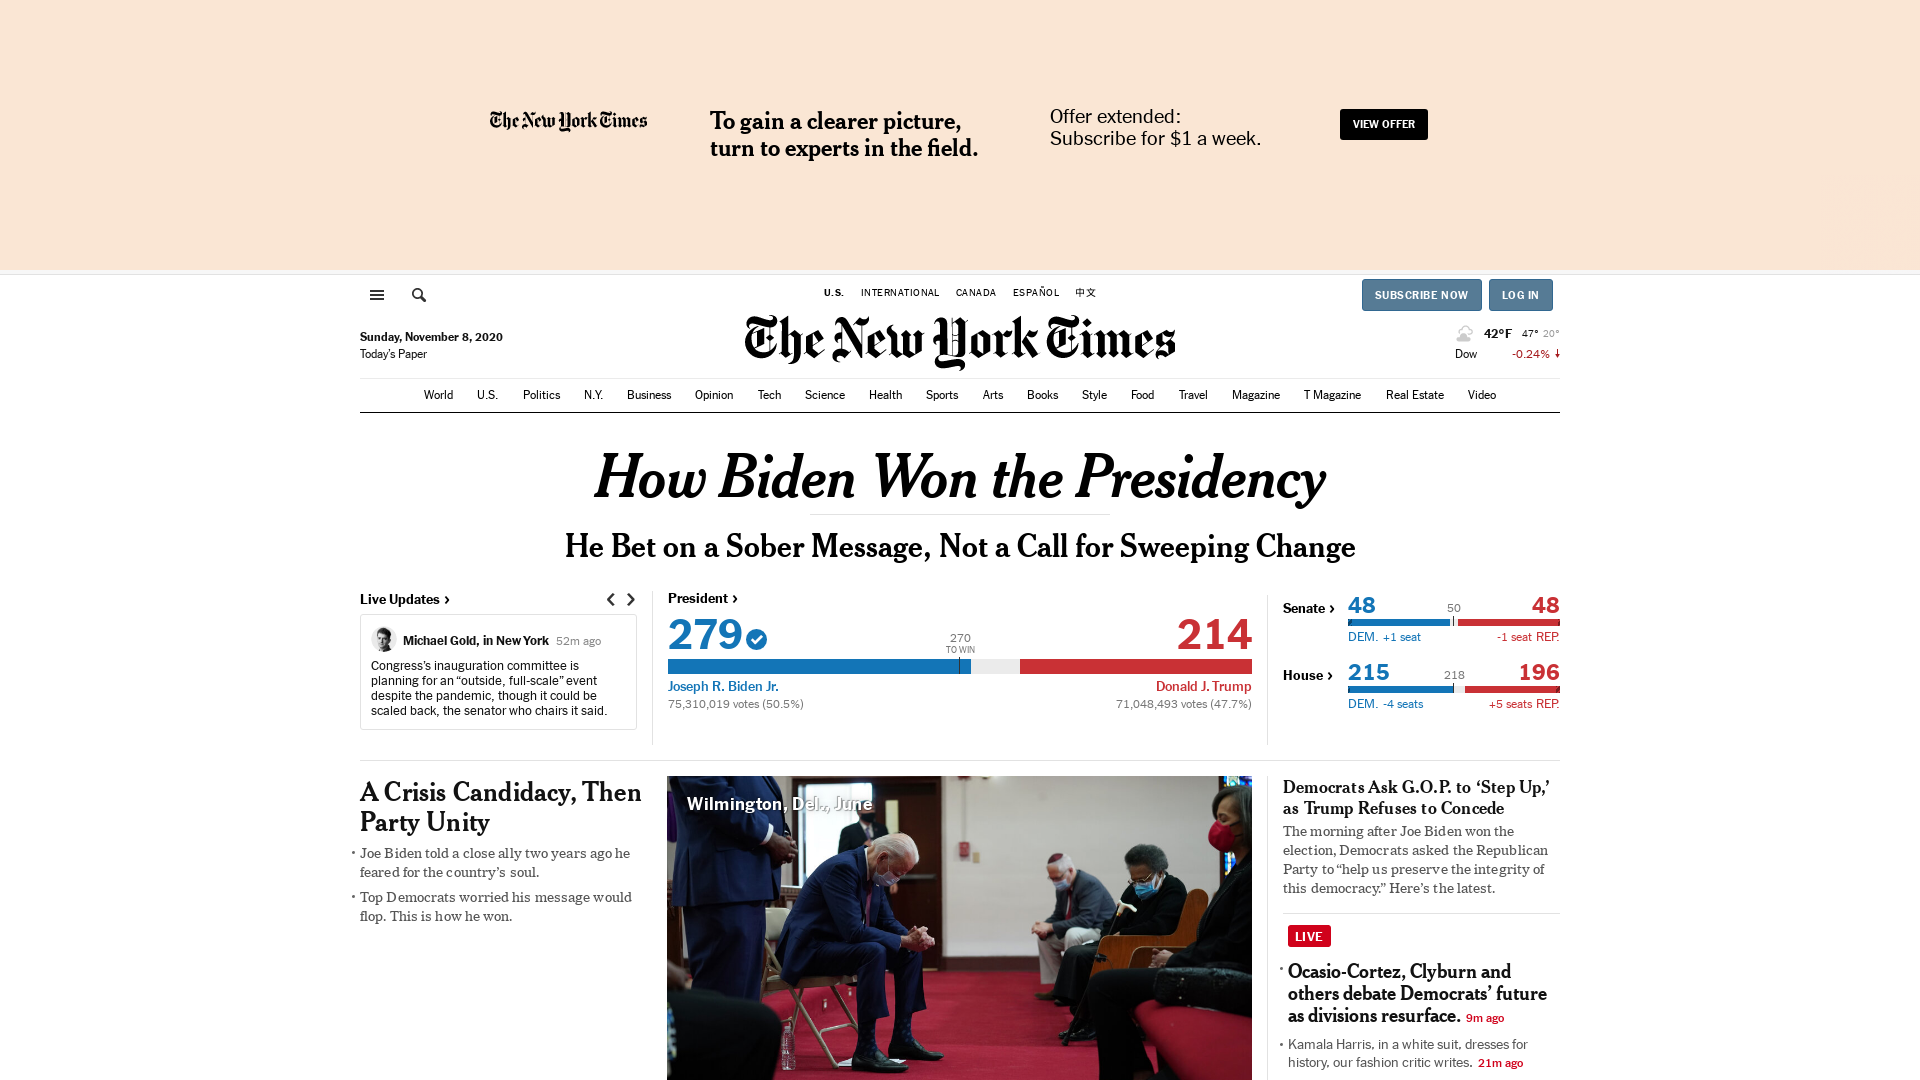 The New York Times
To gain a clearer picture,
turn to experts in the field.
Offer extended:
Subscribe for $1 a week.
VIEW OFFER
U.S. INTERNATIONAL CANADA ESPAÑOL 中文
SUBSCRIBE NOW LOG IN
Sunday, November 8, 2020
Today's Paper
The New York Times
42°F 47° 20°
Dow -0.24%
World U.S. Politics N.Y. Business Opinion Tech Science Health Sports Arts Books Style Food Travel Magazine T Magazine Real Estate Video
How Biden Won the Presidency
He Bet on a Sober Message, Not a Call for Sweeping Change
Live Updates
Michael Gold, in New York 52m ago
Congress's inauguration committee is
planning for an “outside, full-scale” event
despite the pandemic, though it could be
scaled back, the senator who chairs it said.
President
279 214
270
TO WIN
Joseph R. Biden Jr. Donald J. Trump
75,310,019 votes (50.5%) 71,048,493 votes (47.7%)
Senate 48 50 48
DEM. +1 seat -1 seat REP.
House 215 218 196
DEM. -4 seats +5 seats REP.
A Crisis Candidacy, Then
Party Unity
• Joe Biden told a close ally two years ago he
feared for the country’s soul.
• Top Democrats worried his message would
flop. This is how he won.
Wilmington, Del., June
Democrats Ask G.O.P. to ‘Step Up,’
as Trump Refuses to Concede
The morning after Joe Biden won the
election, Democrats asked the Republican
Party to “help us preserve the integrity of
this democracy.” Here’s the latest.
LIVE
• Ocasio-Cortez, Clyburn and
others debate Democrats’ future
as divisions resurface. 9m ago
• Kamala Harris, in a white suit, dresses for
history, our fashion critic writes. 21m ago